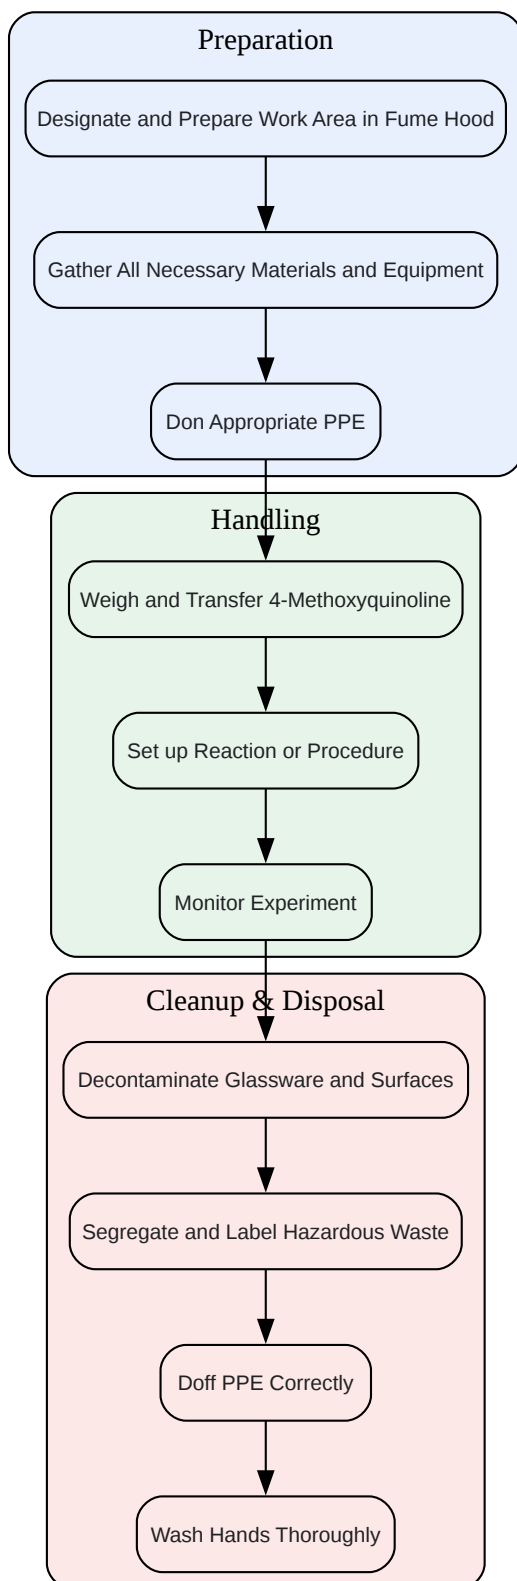 Preparation
Designate and Prepare Work Area in Fume Hood
Gather All Necessary Materials and Equipment
Don Appropriate PPE
Handling
Weigh and Transfer 4-Methoxyquinoline
Set up Reaction or Procedure
Monitor Experiment
Cleanup & Disposal
Decontaminate Glassware and Surfaces
Segregate and Label Hazardous Waste
Doff PPE Correctly
Wash Hands Thoroughly